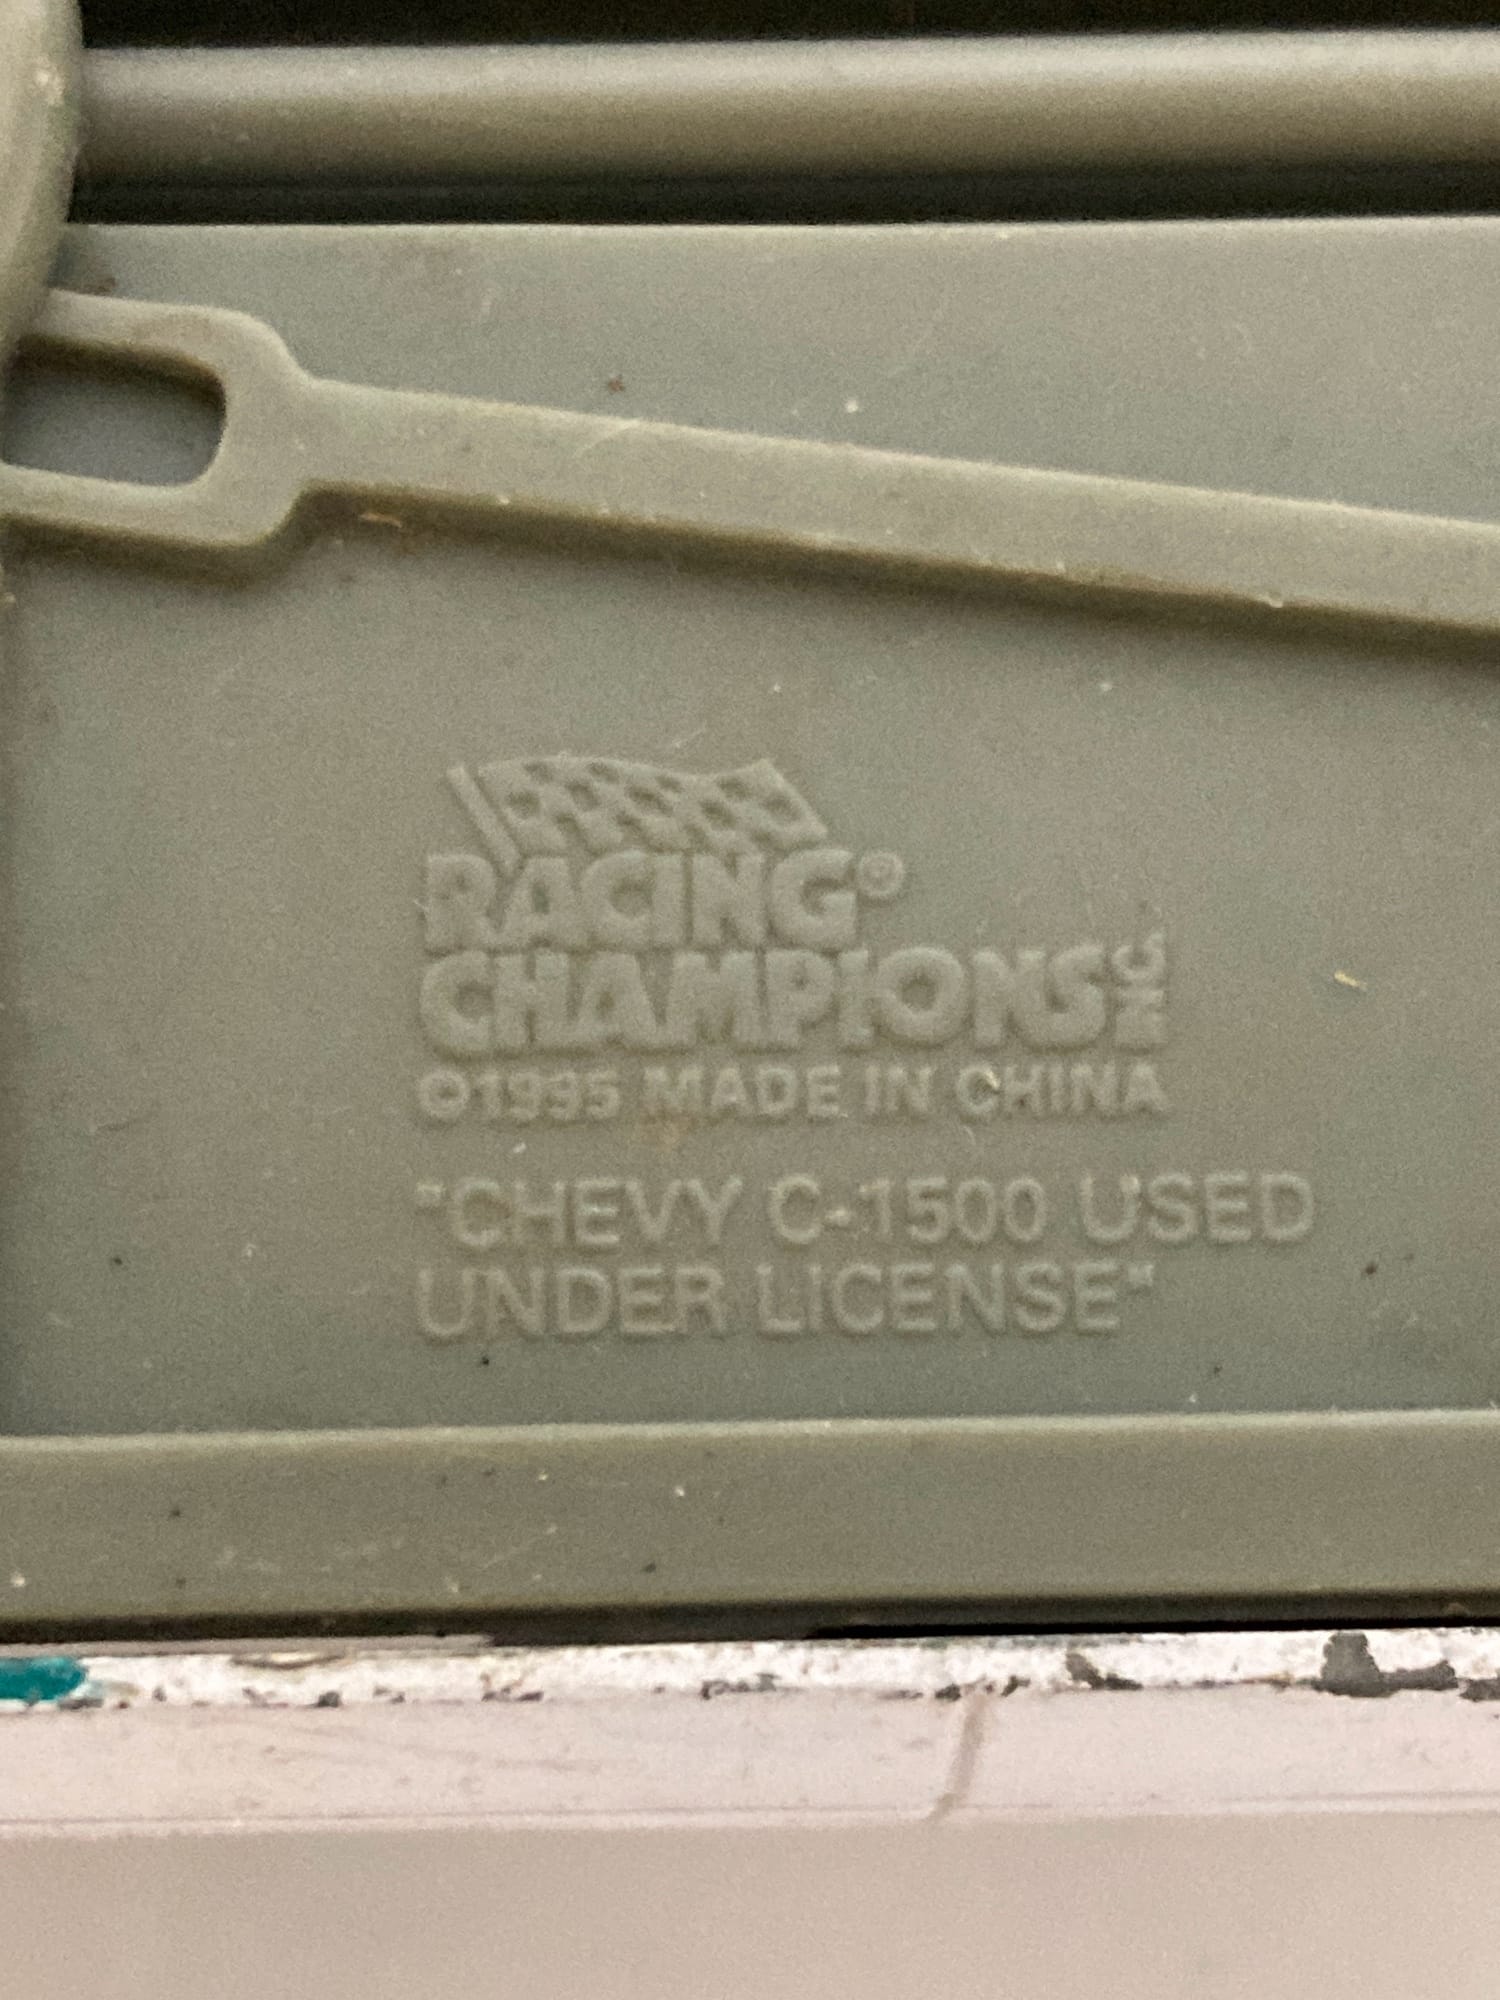 RACING®
CHAMPIONS INC.
©1995 MADE IN CHINA
"CHEVY C-1500 USED
UNDER LICENSE"